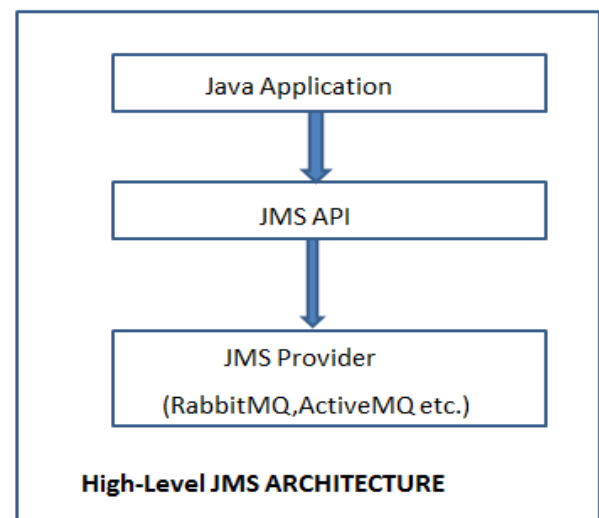 Java Application
JMS API
JMS Provider
(RabbitMQ,ActiveMQ etc.)
High-Level JMS ARCHITECTURE